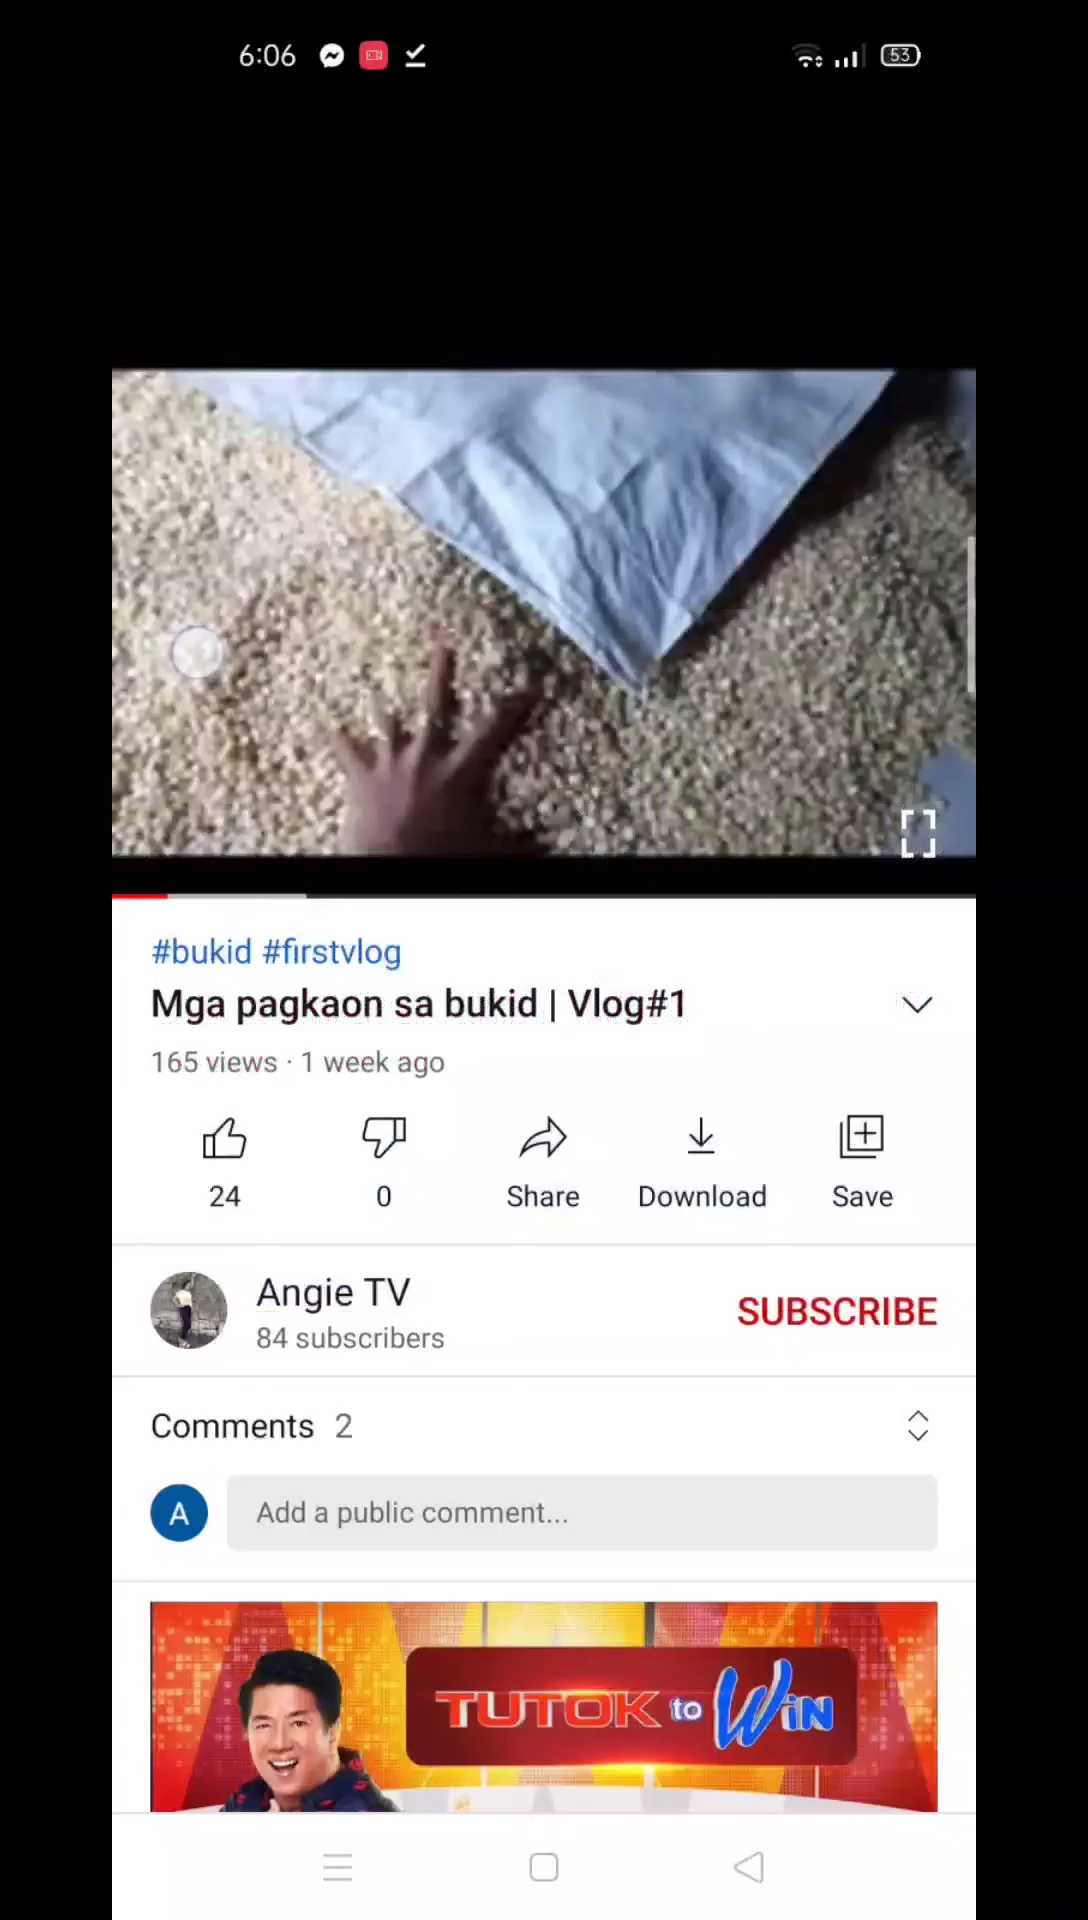 6:06
53
#bukid #firstvlog
Mga pagkaon sa bukid | Vlog#1
165 views · 1 week ago
24
0
Share
Download
Save
Angie TV
84 subscribers
SUBSCRIBE
Comments 2
A
Add a public comment...
TUTOK to WiN